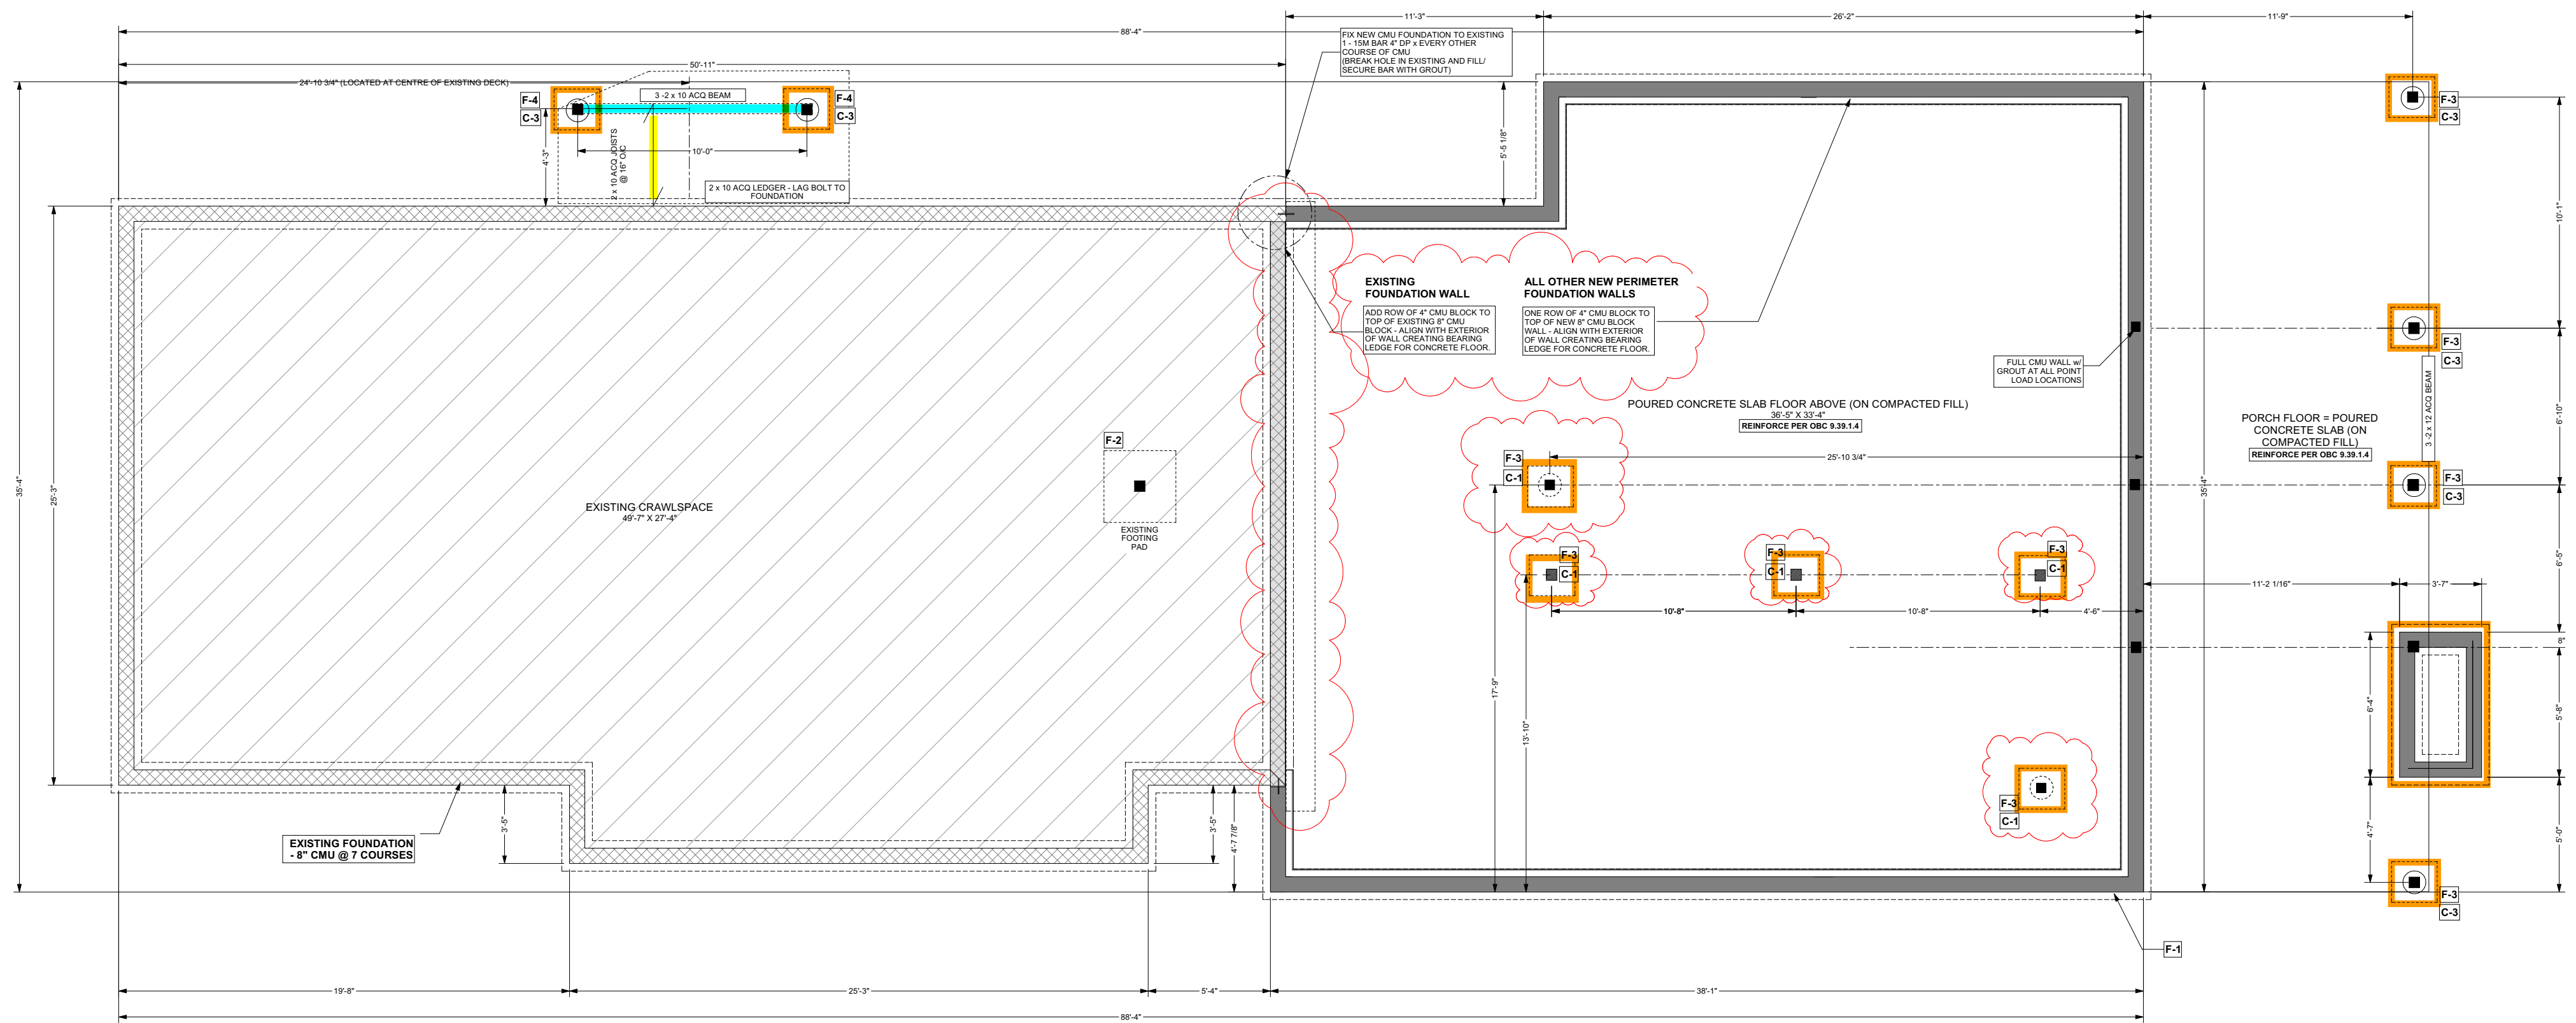 11'-3"
26'-2"
11'-9"
88'-4"
FIX NEW CMU FOUNDATION TO EXISTING
1 - 15M BAR 4" DP x EVERY OTHER
COURSE OF CMU
(BREAK HOLE IN EXISTING AND FILL/
SECURE BAR WITH GROUT)
50'-11"
24'-10 3/4" (LOCATED AT CENTRE OF EXISTING DECK)
3 -2 x 10 ACQ BEAM
F-4
C-3
F-4
C-3
F-3
C-3
4'-3"
2 x 10 ACQ JOISTS
@ 16" O/C
10'-0"
5'-5 1/8"
2 x 10 ACQ LEDGER - LAG BOLT TO
FOUNDATION
10'-1"
EXISTING
FOUNDATION WALL
ADD ROW OF 4" CMU BLOCK TO
TOP OF EXISTING 8" CMU
BLOCK - ALIGN WITH EXTERIOR
OF WALL CREATING BEARING
LEDGE FOR CONCRETE FLOOR.
ALL OTHER NEW PERIMETER
FOUNDATION WALLS
ONE ROW OF 4" CMU BLOCK TO
TOP OF NEW 8" CMU BLOCK
WALL - ALIGN WITH EXTERIOR
OF WALL CREATING BEARING
LEDGE FOR CONCRETE FLOOR.
F-3
C-3
FULL CMU WALL w/
GROUT AT ALL POINT
LOAD LOCATIONS
3 -2 x 12 ACQ BEAM
6'-10"
POURED CONCRETE SLAB FLOOR ABOVE (ON COMPACTED FILL)
36'-5" X 33'-4"
REINFORCE PER OBC 9.39.1.4
PORCH FLOOR = POURED
CONCRETE SLAB (ON
COMPACTED FILL)
REINFORCE PER OBC 9.39.1.4
F-2
35'-4"
25'-3"
F-3
C-1
25'-10 3/4"
35'-4"
F-3
C-3
EXISTING CRAWLSPACE
49'-7" X 27'-4"
EXISTING
FOOTING
PAD
F-3
C-1
F-3
C-1
F-3
C-1
6'-5"
11'-2 1/16"
3'-7"
10'-8"
10'-8"
4'-6"
8"
17'-9"
13'-10"
6'-4"
5'-8"
F-3
C-1
3'-5"
3'-5"
4'-7 7/8"
4'-7"
5'-0"
EXISTING FOUNDATION
- 8" CMU @ 7 COURSES
F-3
C-3
F-1
19'-8"
25'-3"
5'-4"
38'-1"
88'-4"